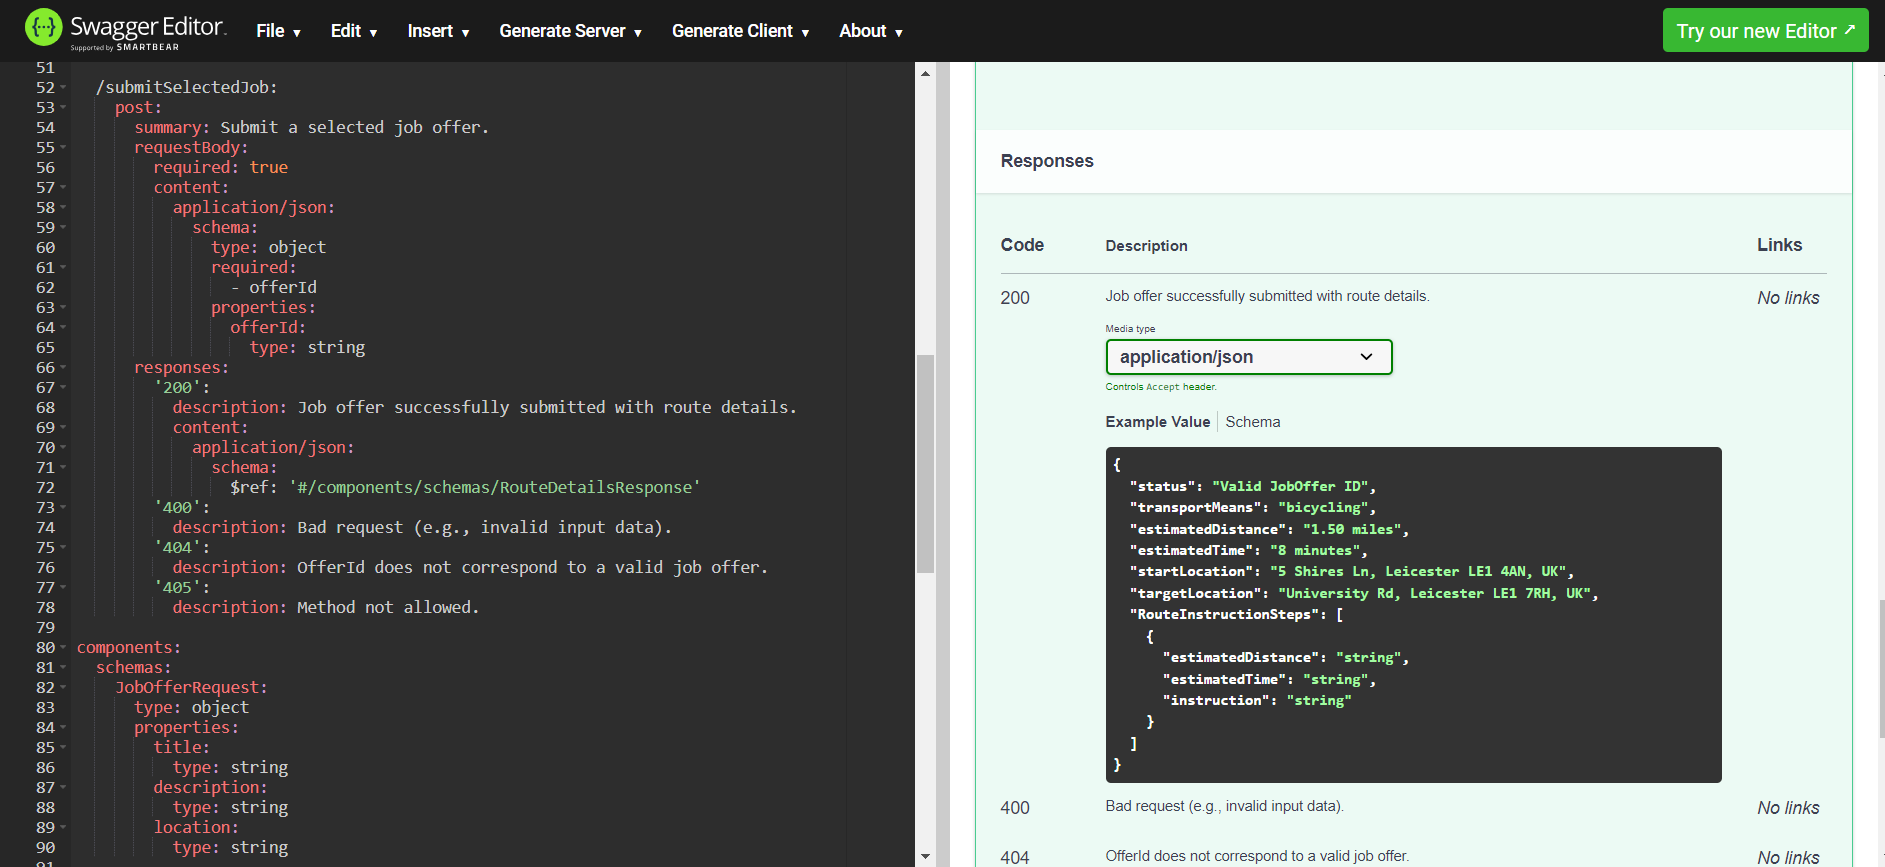 Swagger Editor.
Supported by SMARTBEAR
File ▼ Edit ▼ Insert ▼ Generate Server ▼ Generate Client ▼ About ▼
Try our new Editor ↗
51
52 /submitSelectedJob:
53 post:
54 summary: Submit a selected job offer.
55 requestBody:
56 required: true
57 content:
58 application/json:
59 schema:
60 type: object
61 required:
62 - offerId
63 properties:
64 offerId:
65 type: string
66 responses:
67 '200':
68 description: Job offer successfully submitted with route details.
69 content:
70 application/json:
71 schema:
72 $ref: '#/components/schemas/RouteDetailsResponse'
73 '400':
74 description: Bad request (e.g., invalid input data).
75 '404':
76 description: OfferId does not correspond to a valid job offer.
77 '405':
78 description: Method not allowed.
79
80 components:
81 schemas:
82 JobOfferRequest:
83 type: object
84 properties:
85 title:
86 type: string
87 description:
88 type: string
89 location:
90 type: string
91
Responses
Code Description Links
200 Job offer successfully submitted with route details. No links
Media type
application/json
Controls Accept header.
Example Value Schema
{
"status": "Valid JobOffer ID",
"transportMeans": "bicycling",
"estimatedDistance": "1.50 miles",
"estimatedTime": "8 minutes",
"startLocation": "5 Shires Ln, Leicester LE1 4AN, UK",
"targetLocation": "University Rd, Leicester LE1 7RH, UK",
"RouteInstructionSteps": [
{
"estimatedDistance": "string",
"estimatedTime": "string",
"instruction": "string"
}
]
}
400 Bad request (e.g., invalid input data). No links
404 OfferId does not correspond to a valid job offer. No links